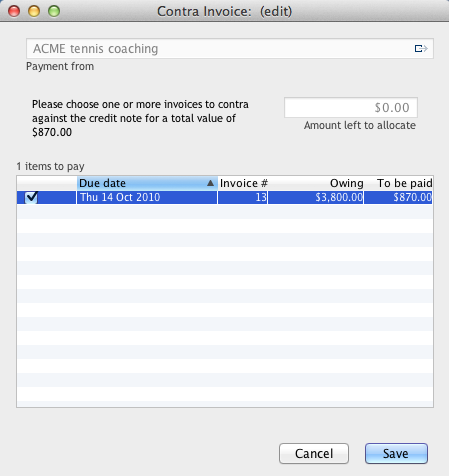 Contra Invoice: (edit)
ACME tennis coaching
Payment from
Please choose one or more invoices to contra
against the credit note for a total value of
$870.00
$0.00
Amount left to allocate
1 items to pay
Due date Invoice # Owing To be paid
Thu 14 Oct 2010 13 $3,800.00 $870.00
Cancel Save